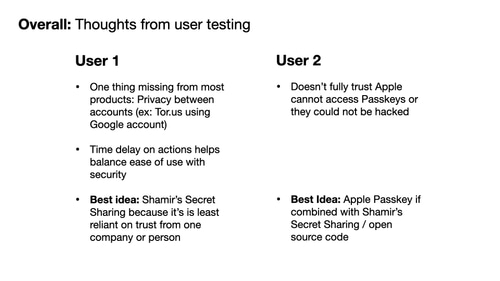 Overall: Thoughts from user testing
User 1
• One thing missing from most
products: Privacy between
accounts (ex: Tor.us using
Google account)
• Time delay on actions helps
balance ease of use with
security
• Best idea: Shamir's Secret
Sharing because it's is least
reliant on trust from one
company or person
User 2
• Doesn't fully trust Apple
cannot access Passkeys or
they could not be hacked
• Best Idea: Apple Passkey if
combined with Shamir's
Secret Sharing / open
source code